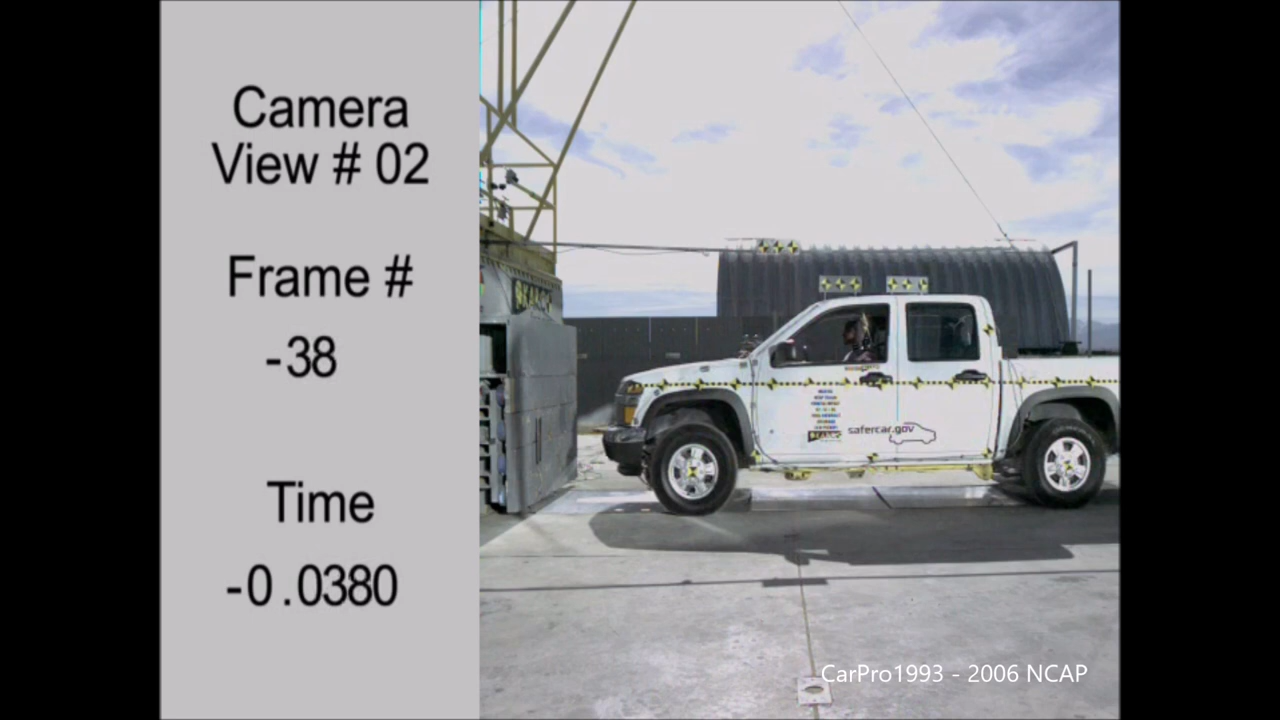 Camera
View # 02
Frame #
-38
Time
-0.0380
safercar.gov
CarPro1993 - 2006 NCAP